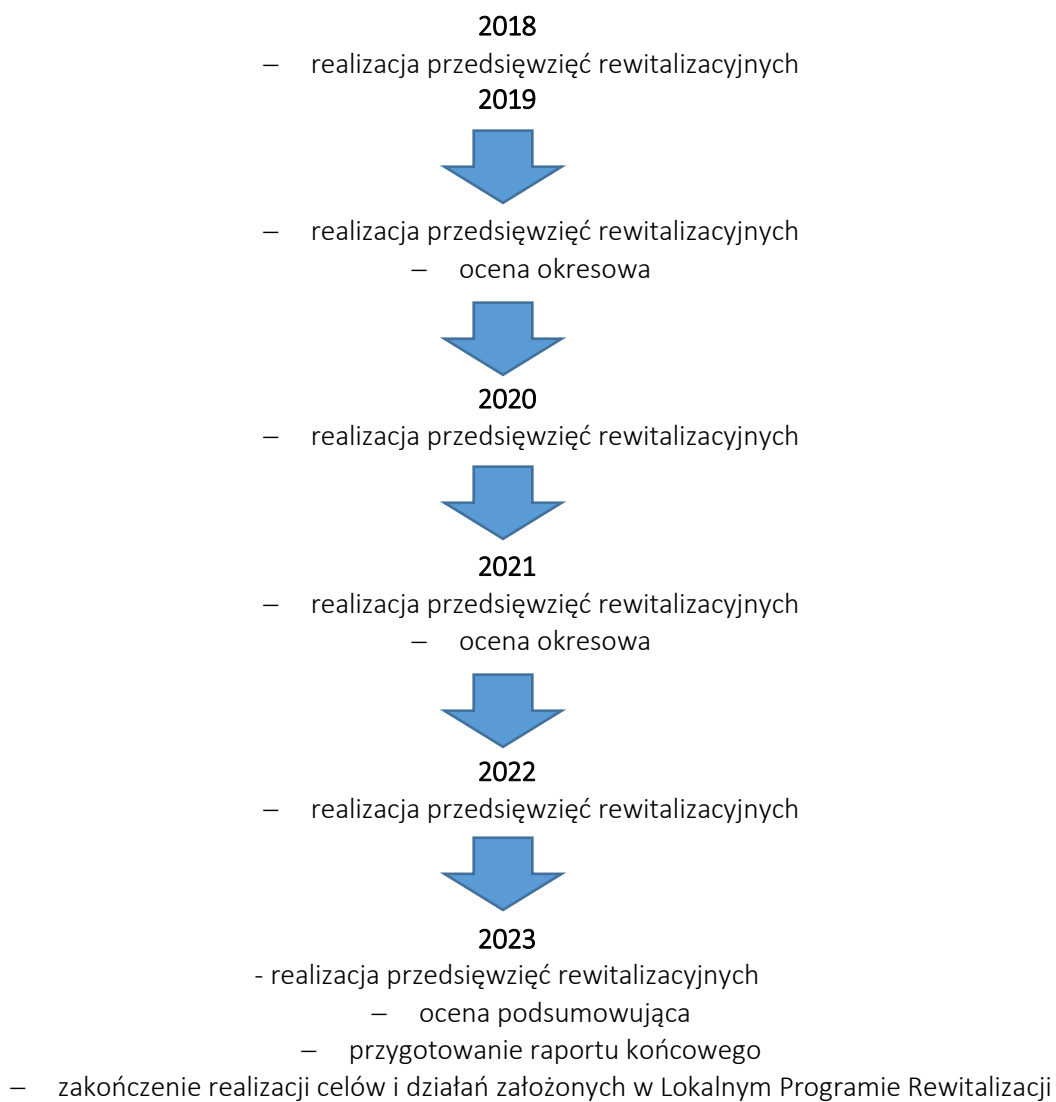 2018
– realizacja przedsięwzięć rewitalizacyjnych
2019
– realizacja przedsięwzięć rewitalizacyjnych
– ocena okresowa
2020
– realizacja przedsięwzięć rewitalizacyjnych
2021
– realizacja przedsięwzięć rewitalizacyjnych
– ocena okresowa
2022
– realizacja przedsięwzięć rewitalizacyjnych
2023
- realizacja przedsięwzięć rewitalizacyjnych
– ocena podsumowująca
– przygotowanie raportu końcowego
– zakończenie realizacji celów i działań założonych w Lokalnym Programie Rewitalizacji